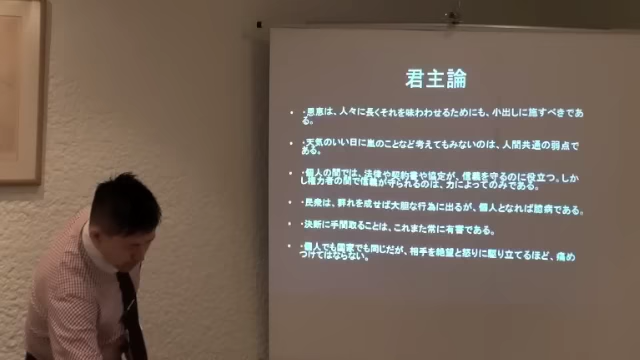 君主論
・恩恵は、人々に長くそれを味わわせるためにも、小出しに施すべきであ
る。
・天気のいい日に嵐のことなど考えてもみないのは、人間共通の弱点で
ある。
・個人の間では、法律や契約書や協定が、信義を守るのに役立つ。しか
し権力者の間で信義が守られるのは、力によってのみである。
・民衆は、群れを成せば大胆な行為に出るが、個人となれば臆病である。
・決断に手間取ることは、これまた常に有害である。
・個人でも国家でも同じだが、相手を絶望と怒りに駆り立てるほど、痛め
つけてはならない。